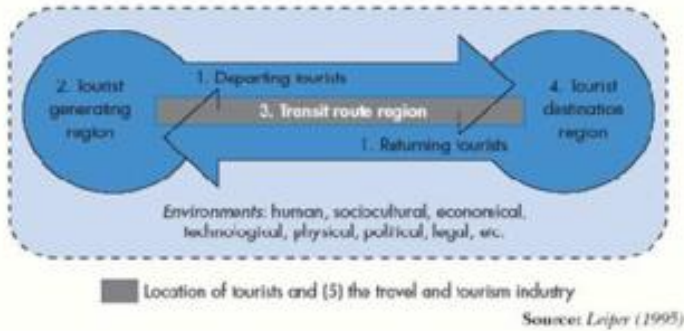 1. Departing tourists
2. Tourist
generating
region
3. Transit route region
4. Tourist
destination
region
1. Returning tourists
Environments: human, sociocultural, economical,
technological, physical, political, legal, etc.
Location of tourists and (5) the travel and tourism industry
Source: Leiper (1995)